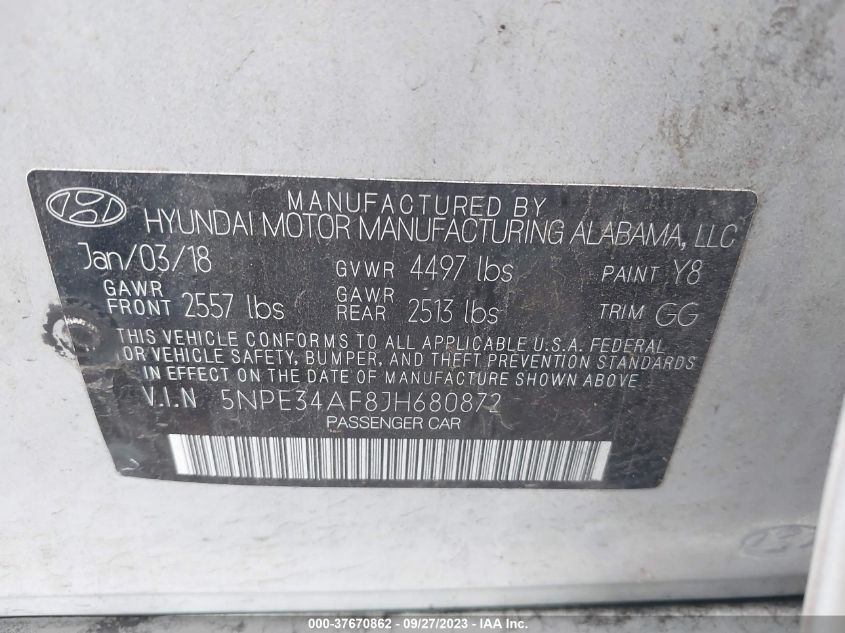 MANUFACTURED BY
HYUNDAI MOTOR MANUFACTURING ALABAMA, LLC
Jan/03/18 GVWR 4497 lbs PAINT Y8
GAWR FRONT 2557 lbs GAWR REAR 2513 lbs TRIM GG
THIS VEHICLE CONFORMS TO ALL APPLICABLE U.S.A. FEDERAL
OR VEHICLE SAFETY, BUMPER, AND THEFT PREVENTION STANDARDS
IN EFFECT ON THE DATE OF MANUFACTURE SHOWN ABOVE.
V.I.N 5NPE34AF8JH680872
PASSENGER CAR
000-37670862 - 09/27/2023 - IAA Inc.